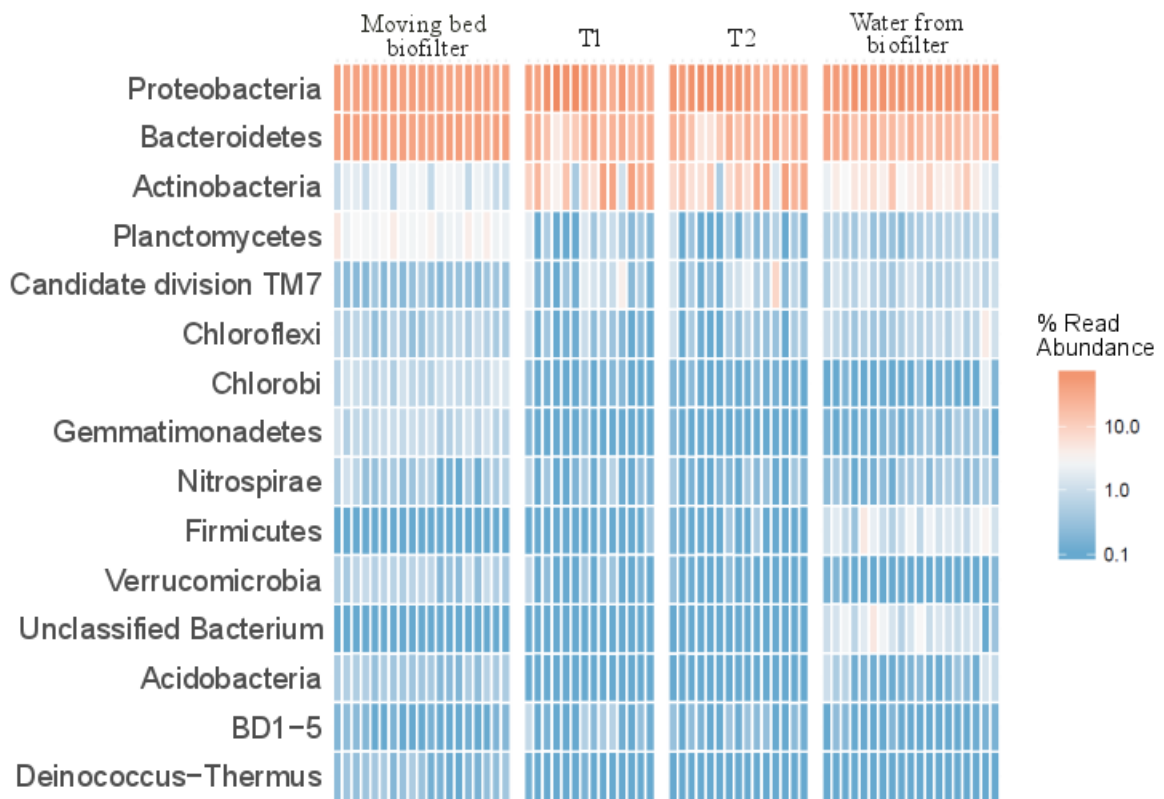 Moving bed
biofilter
T1
T2
Water from
biofilter
Proteobacteria
Bacteroidetes
Actinobacteria
Planctomycetes
Candidate division TM7
Chloroflexi
Chlorobi
Gemmatimonadetes
Nitrospirae
Firmicutes
Verrucomicrobia
Unclassified Bacterium
Acidobacteria
BD1−5
Deinococcus−Thermus
% Read
Abundance
10.0
1.0
0.1